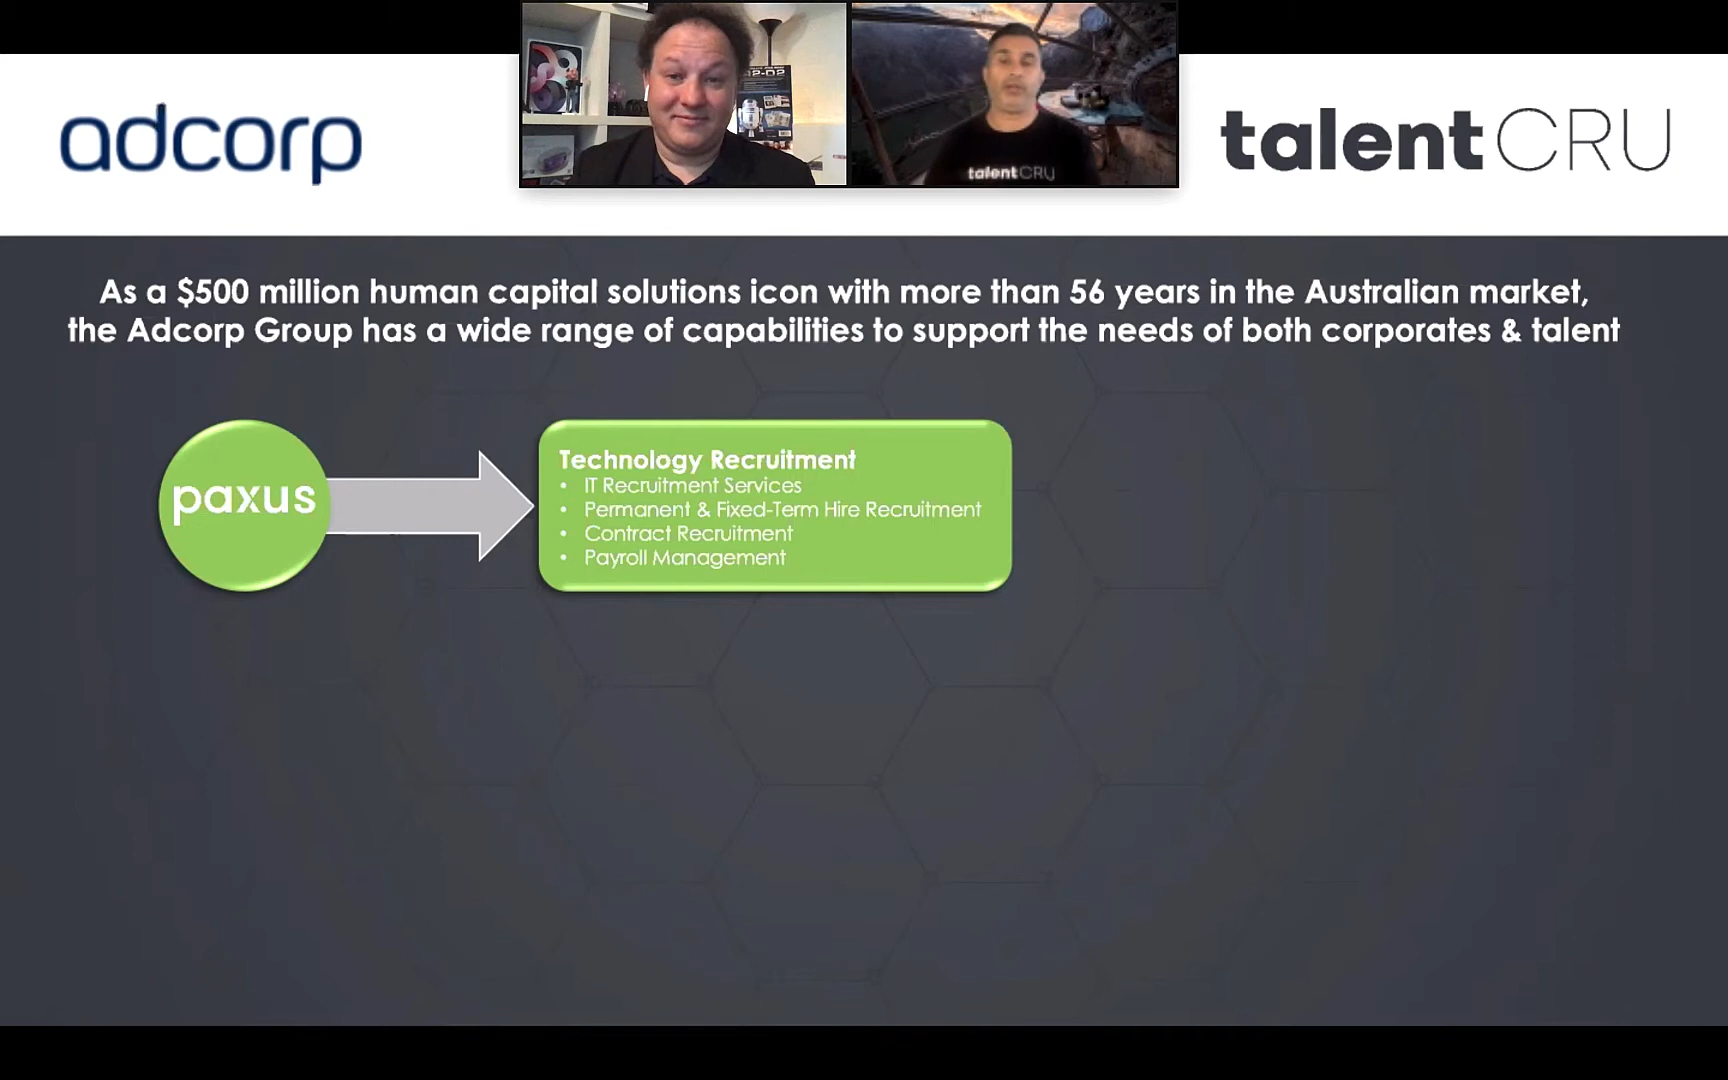 adcorp
talentCRU
talentCRU
As a $500 million human capital solutions icon with more than 56 years in the Australian market,
the Adcorp Group has a wide range of capabilities to support the needs of both corporates & talent
paxus
Technology Recruitment
• IT Recruitment Services
• Permanent & Fixed-Term Hire Recruitment
• Contract Recruitment
• Payroll Management